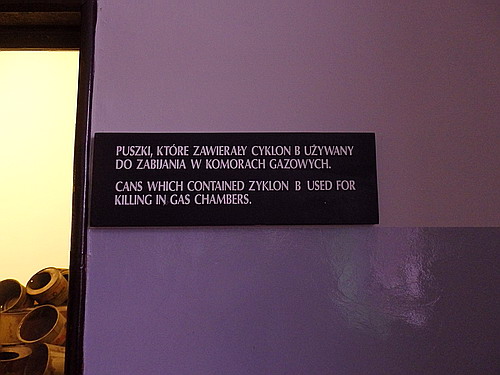 PUSZKI, KTÓRE ZAWIERAŁY CYKLON B UŻYWANY
DO ZABIJANIA W KOMORACH GAZOWYCH.
CANS WHICH CONTAINED ZYKLON B USED FOR
KILLING IN GAS CHAMBERS.